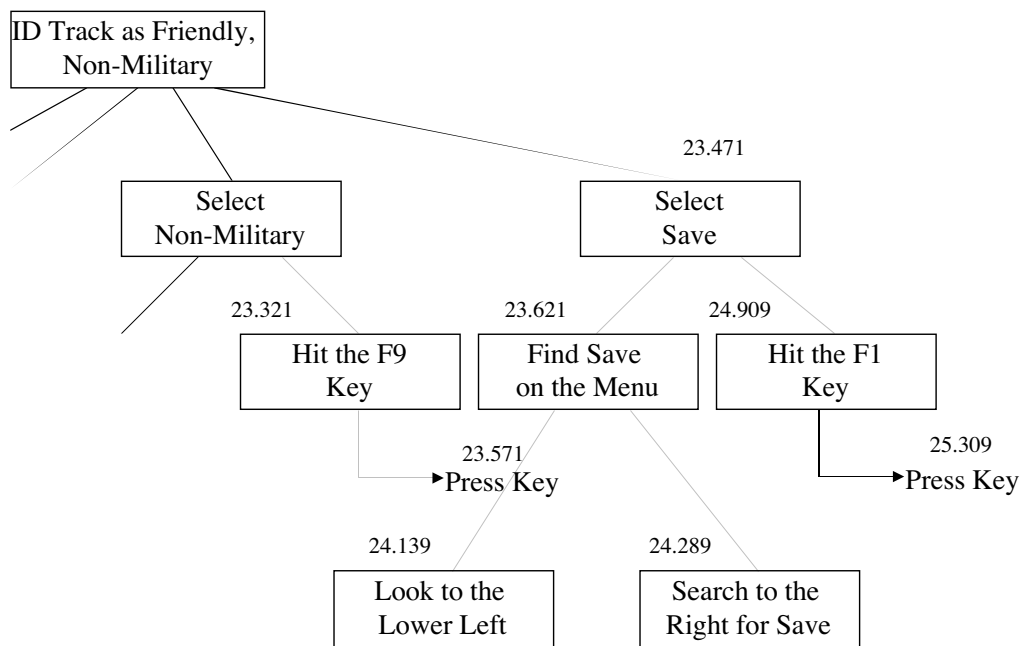 ID Track as Friendly,
Non-Military
23.471
Select
Non-Military
Select
Save
23.321
23.621
24.909
Hit the F9
Key
Find Save
on the Menu
Hit the F1
Key
23.571
Press Key
25.309
Press Key
24.139
24.289
Look to the
Lower Left
Search to the
Right for Save